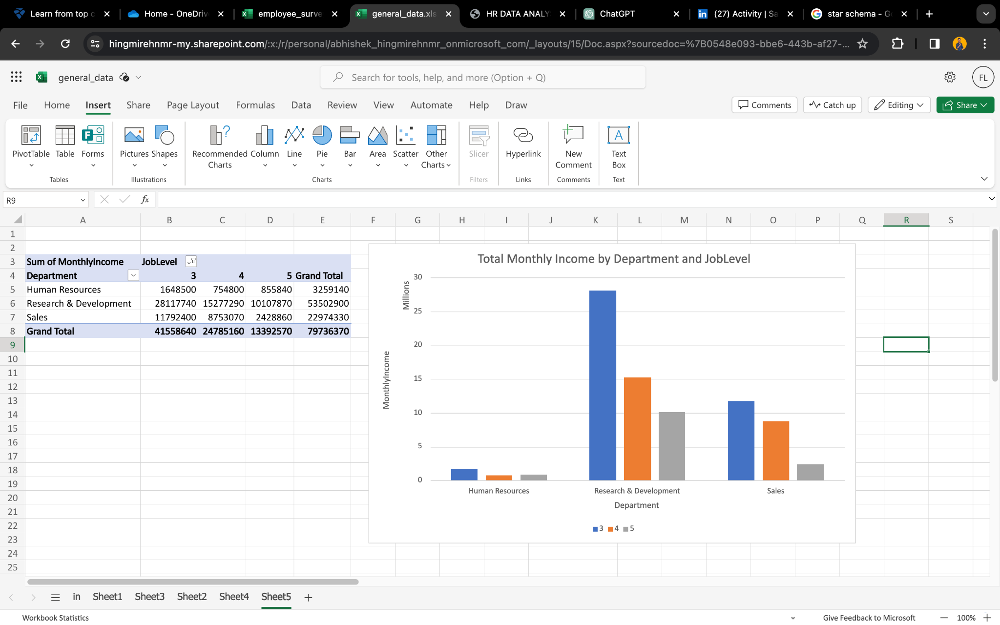 Learn from top c
Home - OneDriv
employee_surve
general_data.xls
HR DATA ANALY
ChatGPT
(27) Activity | Sa
star schema - Go
hingmirehnmr-my.sharepoint.com/:x:/r/personal/abhishek_hingmirehnmr_onmicrosoft_com/_layouts/15/Doc.aspx?sourcedoc=%7B0548e093-bbe6-443b-af27-...
general_data
Search for tools, help, and more (Option + Q)
FL
File Home Insert Share Page Layout Formulas Data Review View Automate Help Draw
Comments Catch up Editing Share
PivotTable Table Forms Pictures Shapes Recommended Charts Column Line Pie Bar Area Scatter Other Charts Slicer Hyperlink New Comment Text Box
Tables Illustrations Charts Filters Links Comments Text
R9 fx
A B C D E F G H I J K L M N O P Q R S
1
2
3 Sum of MonthlyIncome JobLevel
4 Department 3 4 5 Grand Total
5 Human Resources 1648500 754800 855840 3259140
6 Research & Development 28117740 15277290 10107870 53502900
7 Sales 11792400 8753070 2428860 22974330
8 Grand Total 41558640 24785160 13392570 79736370
9
10
11
12
13
14
15
16
17
18
19
20
21
22
23
24
25
Total Monthly Income by Department and JobLevel
Millions
MonthlyIncome
30
25
20
15
10
5
0
Human Resources Research & Development Sales
Department
3 4 5
in Sheet1 Sheet3 Sheet2 Sheet4 Sheet5
Workbook Statistics Give Feedback to Microsoft 100%